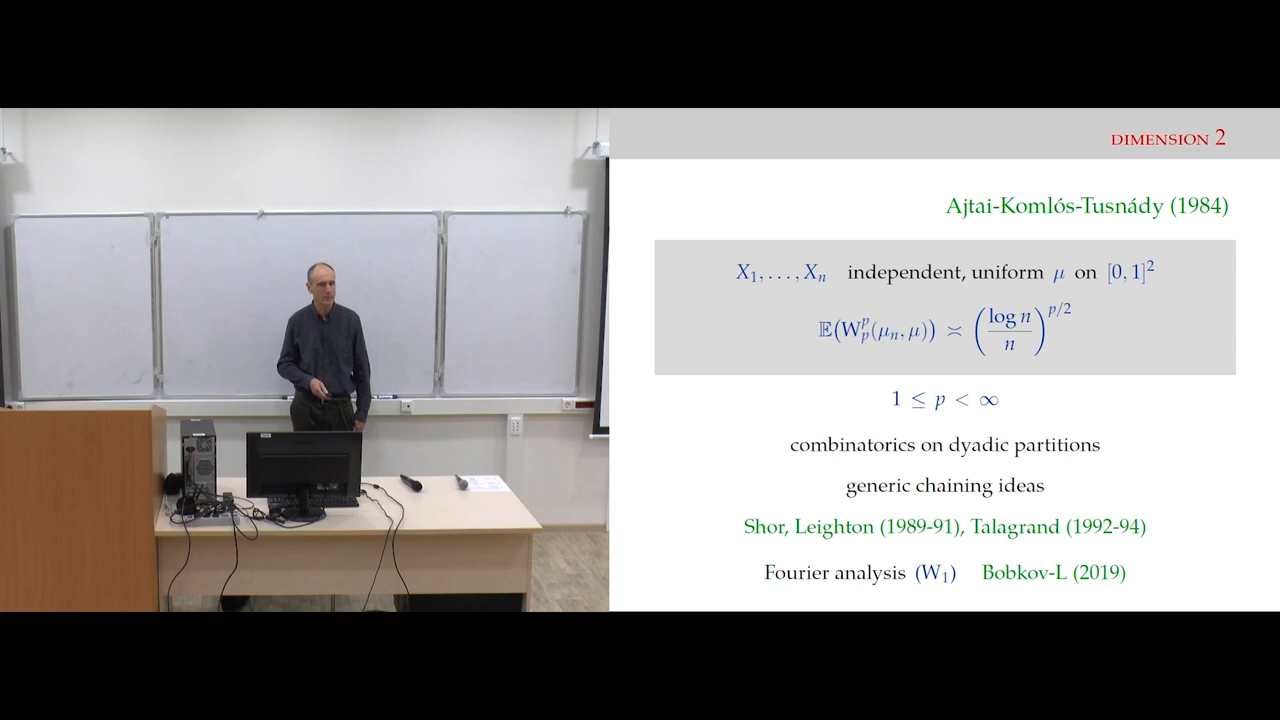 DIMENSION 2
Ajtai-Komlós-Tusnády (1984)
X₁, …, Xₙ independent, uniform μ on [0, 1]²
𝔼(Wₚᵖ(μₙ, μ)) ≍ (log n / n)^{p/2}
1 ≤ p < ∞
combinatorics on dyadic partitions
generic chaining ideas
Shor, Leighton (1989-91), Talagrand (1992-94)
Fourier analysis (W₁) Bobkov-L (2019)